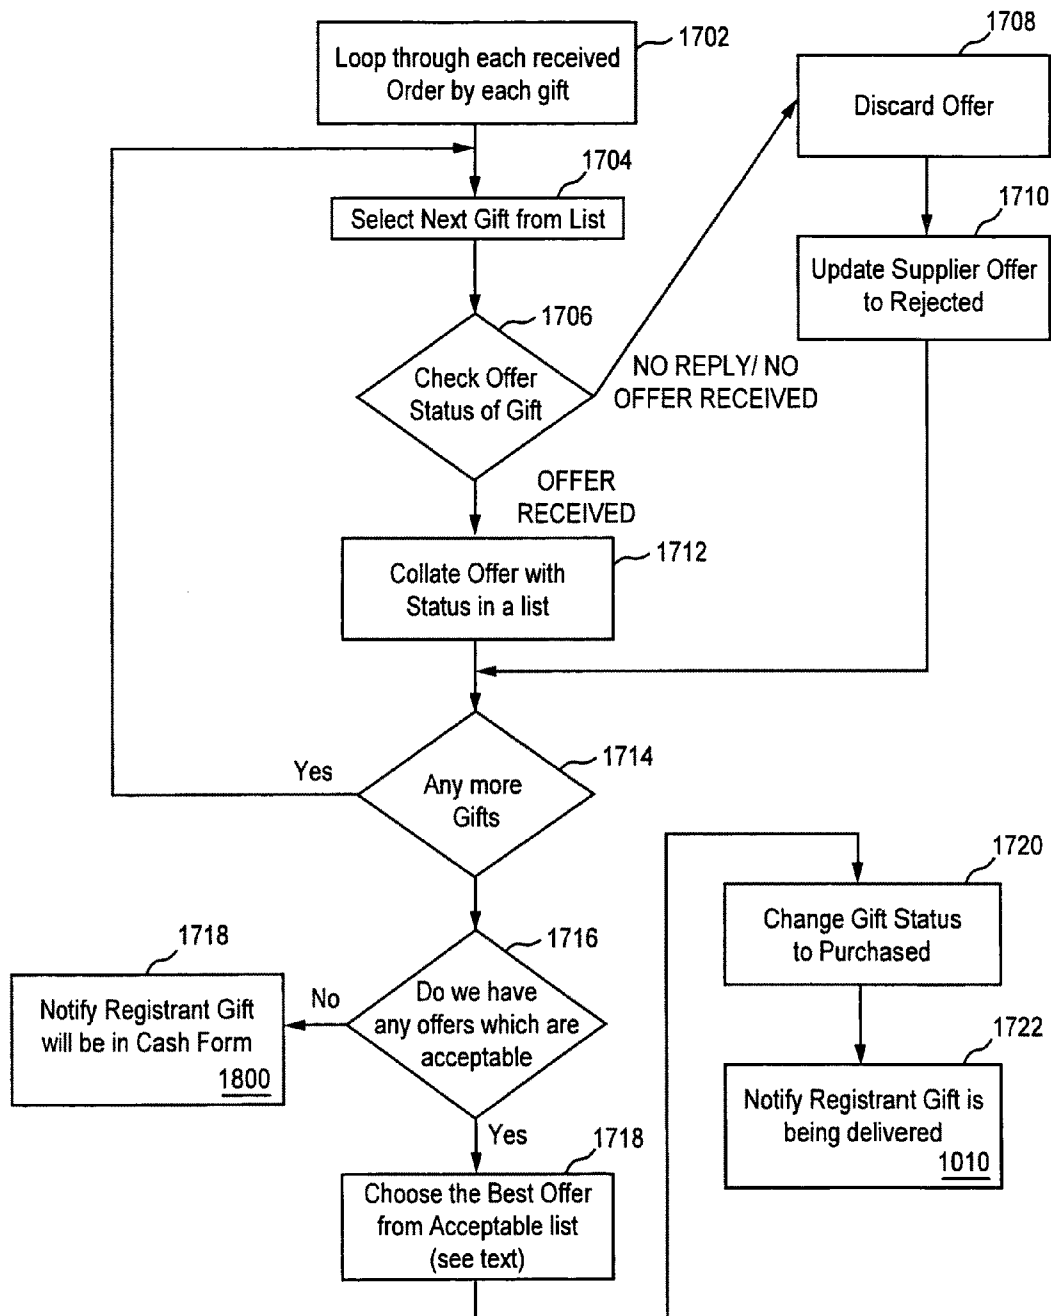 1702
Loop through each received
Order by each gift
1708
Discard Offer
1704
Select Next Gift from List
1710
Update Supplier Offer
to Rejected
1706
Check Offer
Status of Gift
NO REPLY/ NO
OFFER RECEIVED
OFFER
RECEIVED
1712
Collate Offer with
Status in a list
1714
Any more
Gifts
Yes
1720
Change Gift Status
to Purchased
1716
Do we have
any offers which are
acceptable
No
1718
Notify Registrant Gift
will be in Cash Form
1800
1722
Notify Registrant Gift is
being delivered
1010
Yes
1718
Choose the Best Offer
from Acceptable list
(see text)